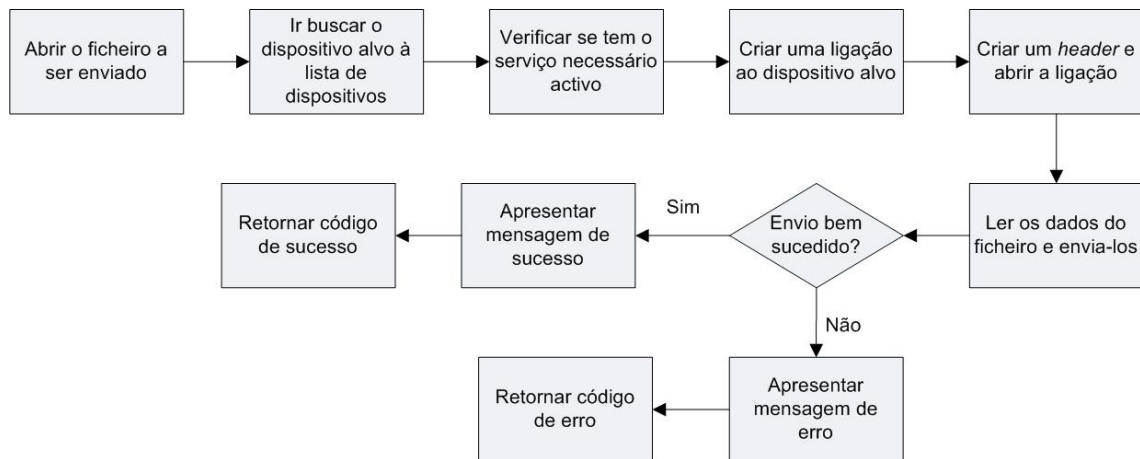 Abrir o ficheiro a
ser enviado
Ir buscar o
dispositivo alvo à
lista de
dispositivos
Verificar se tem o
serviço necessário
activo
Criar uma ligação
ao dispositivo alvo
Criar um header e
abrir a ligação
Ler os dados do
ficheiro e envia-los
Envio bem
sucedido?
Sim
Apresentar
mensagem de
sucesso
Retornar código
de sucesso
Não
Apresentar
mensagem de
erro
Retornar código
de erro